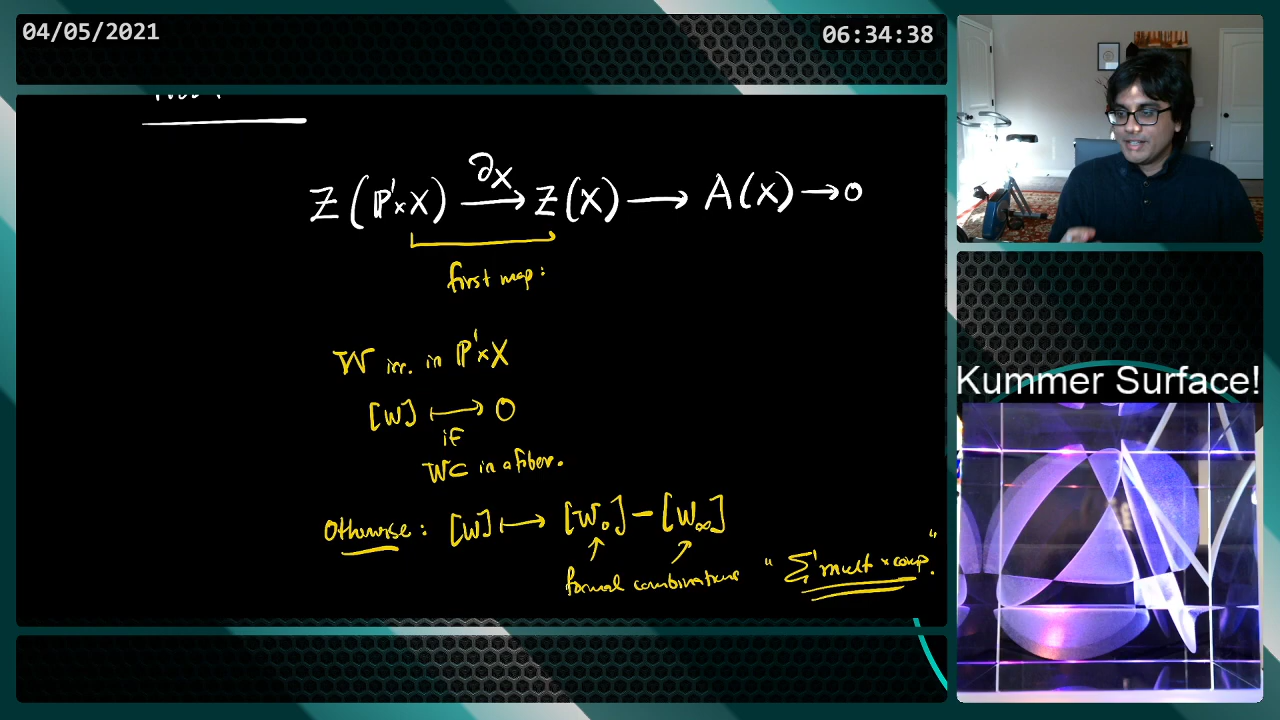 04/05/2021
06:34:38
Z(ℙ¹×X) —∂x→ Z(X) ⟶ A(X) → 0
first map:
W irr. in ℙ¹×X
[W] ⟼ 0
if
W ⊂ in a fiber.
Otherwise: [W] ⟼ [W₀] − [W∞]
formal combinations " Σ mult × comp. "
Kummer Surface!